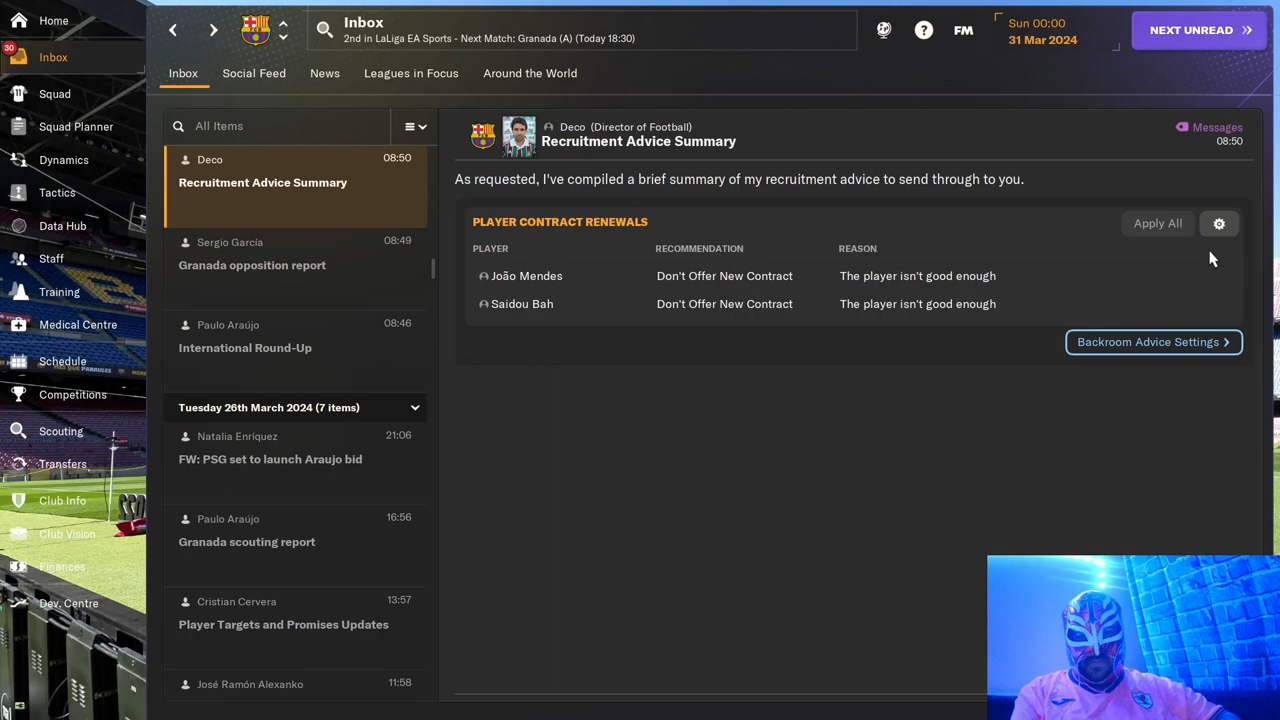 Home
30
Inbox
Squad
Squad Planner
Dynamics
Tactics
Data Hub
Staff
Training
Medical Centre
Schedule
Competitions
Scouting
Transfers
Club Info
Club Vision
Finances
Dev. Centre
Inbox
2nd in LaLiga EA Sports - Next Match: Granada (A) (Today 18:30)
?
FM
Sun 00:00
31 Mar 2024
NEXT UNREAD
Inbox
Social Feed
News
Leagues in Focus
Around the World
All Items
Deco 08:50
Recruitment Advice Summary
Sergio García 08:49
Granada opposition report
Paulo Araújo 08:46
International Round-Up
Tuesday 26th March 2024 (7 items)
Natalia Enríquez 21:06
FW: PSG set to launch Araujo bid
Paulo Araújo 16:56
Granada scouting report
Cristian Cervera 13:57
Player Targets and Promises Updates
José Ramón Alexanko 11:58
Deco (Director of Football)
Recruitment Advice Summary
Messages
08:50
As requested, I've compiled a brief summary of my recruitment advice to send through to you.
PLAYER CONTRACT RENEWALS
Apply All
PLAYER RECOMMENDATION REASON
João Mendes Don't Offer New Contract The player isn't good enough
Saidou Bah Don't Offer New Contract The player isn't good enough
Backroom Advice Settings